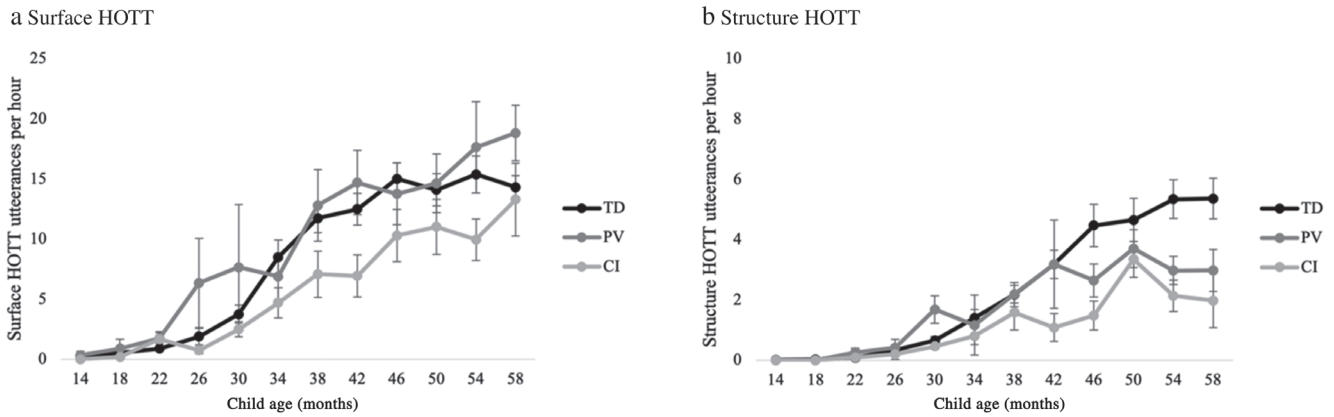 a Surface HOTT
25
20
15
10
5
0
Surface HOTT utteerances per hour
14 18 22 26 30 34 38 42 46 50 54 58
Child age (months)
TD
PV
CI
b Structure HOTT
10
8
6
4
2
0
Structure HOTT utteerances per hour
14 18 22 26 30 34 38 42 46 50 54 58
Child age (months)
TD
PV
CI